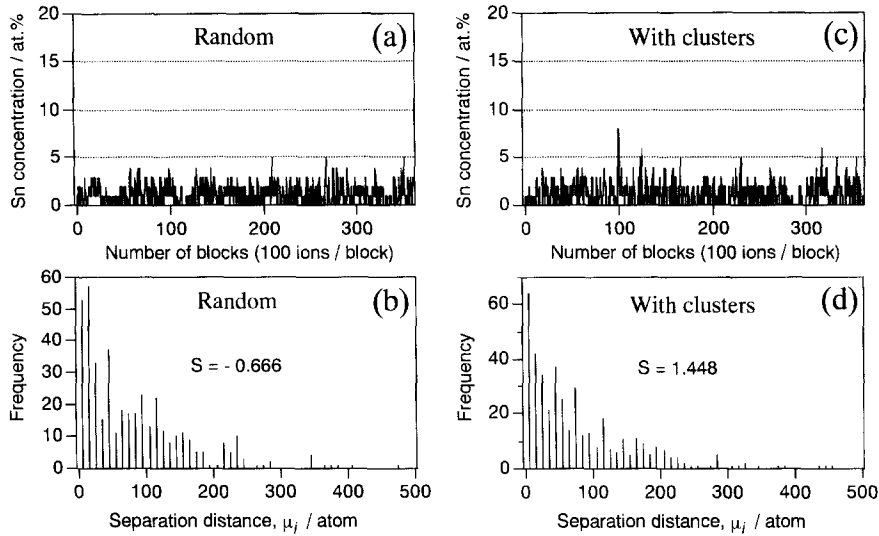 Sn concentration / at.%
20
15
10
5
0
Random
(a)
0
100
200
300
Number of blocks (100 ions / block)
Sn concentration / at.%
20
15
10
5
0
With clusters
(c)
0
100
200
300
Number of blocks (100 ions / block)
Frequency
60
50
40
30
20
10
0
Random
(b)
S = - 0.666
0
100
200
300
400
500
Separation distance, μi / atom
Frequency
60
40
20
0
With clusters
(d)
S = 1.448
0
100
200
300
400
500
Separation distance, μi / atom